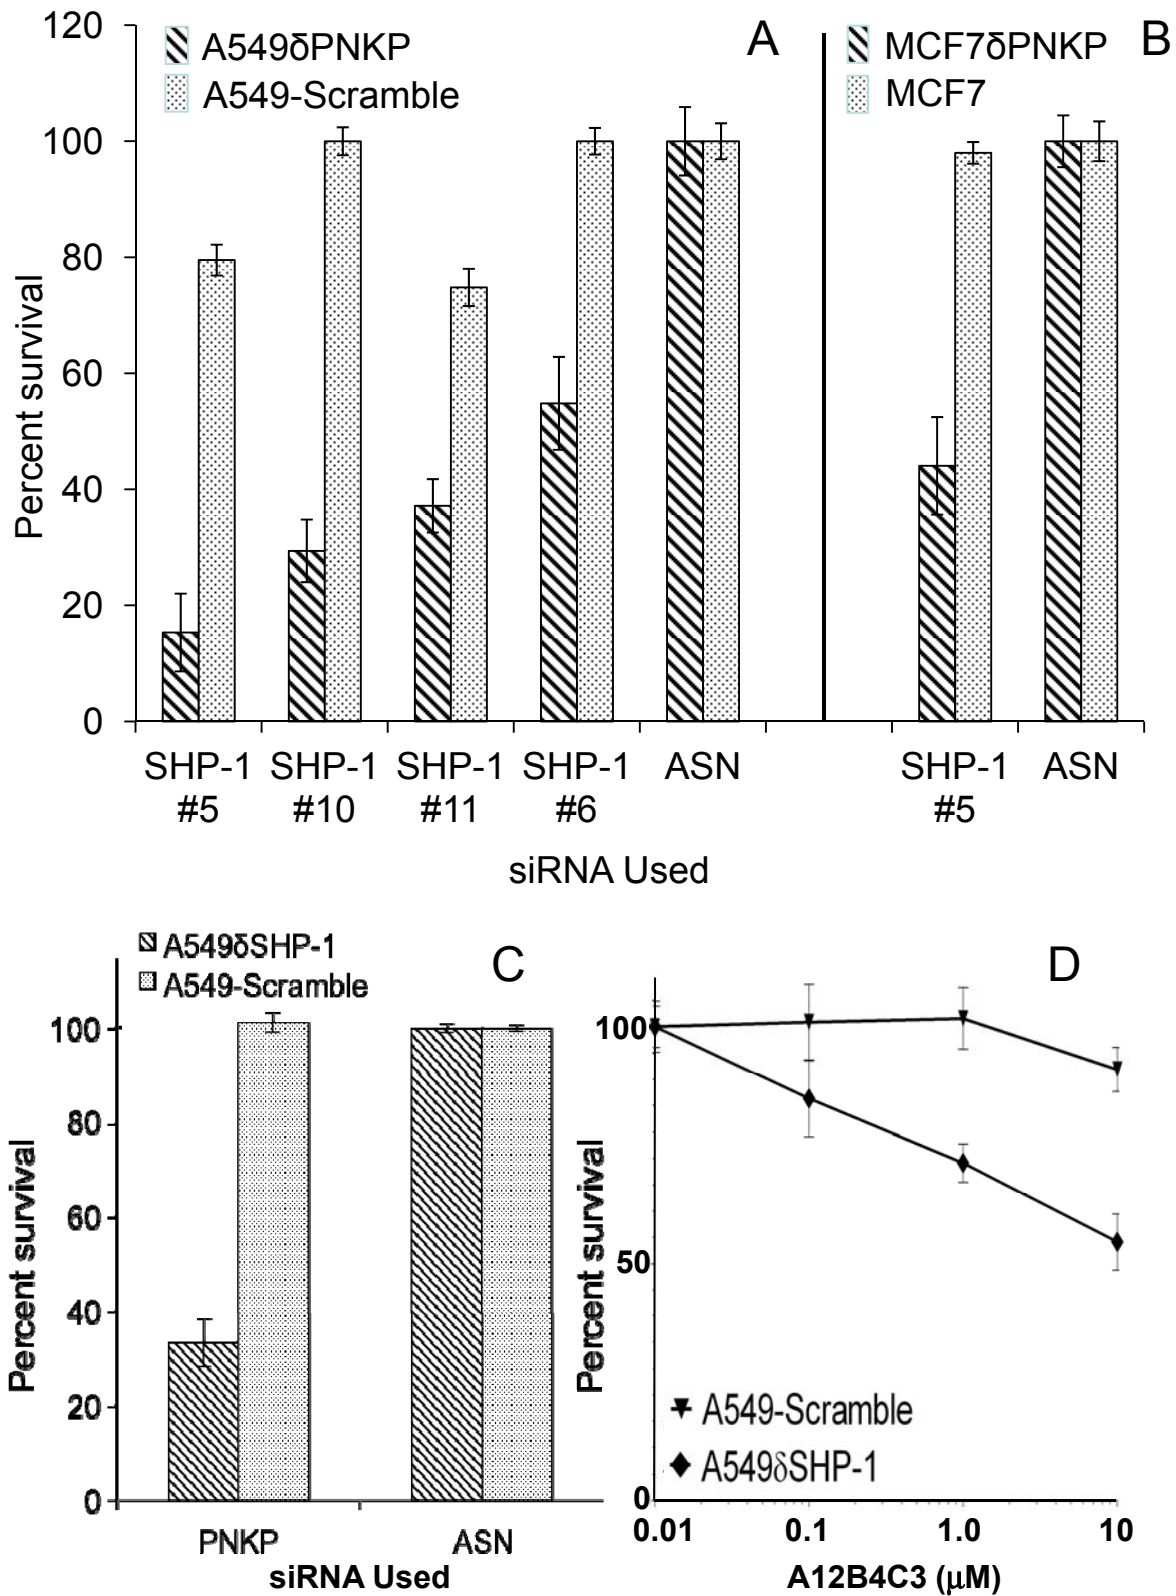 A
A549δPNKP
A549-Scramble
B
MCF7δPNKP
MCF7
Percent survival
120
100
80
60
40
20
0
SHP-1 #5
SHP-1 #10
SHP-1 #11
SHP-1 #6
ASN
SHP-1 #5
ASN
siRNA Used
C
A549δSHP-1
A549-Scramble
Percent survival
100
80
60
40
20
0
PNKP
ASN
siRNA Used
D
Percent survival
100
50
0
A549-Scramble
A549δSHP-1
0.01
0.1
1.0
10
A12B4C3 (μM)